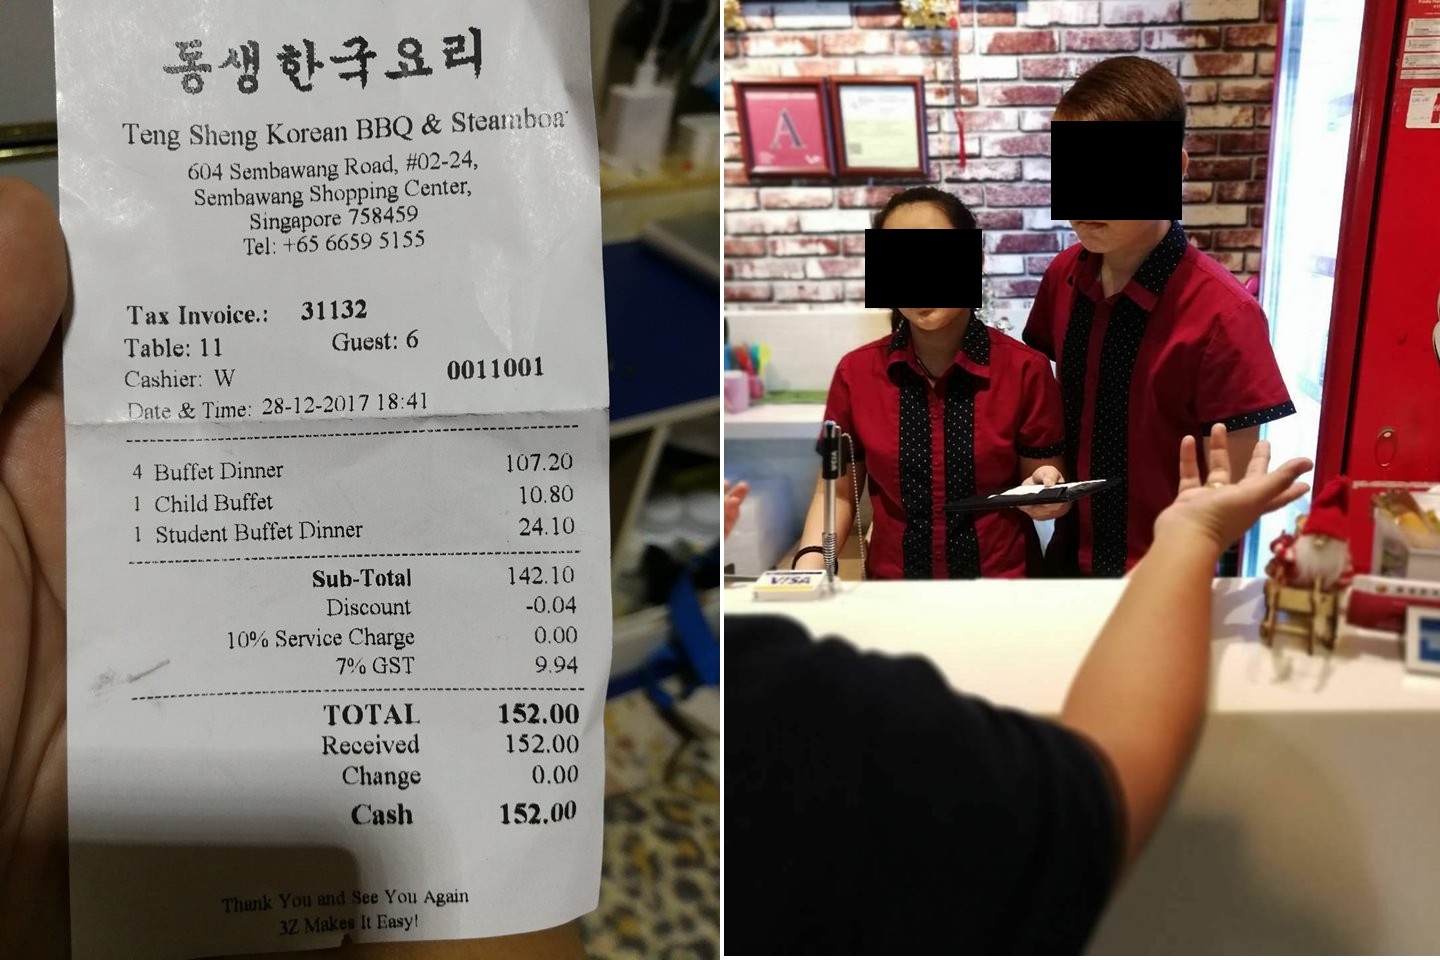 동생한국요리
Teng Sheng Korean BBQ & Steamboa
604 Sembawang Road, #02-24,
Sembawang Shopping Center,
Singapore 758459
Tel: +65 6659 5155
Tax Invoice.: 31132
Table: 11 Guest: 6
Cashier: W 0011001
Date & Time: 28-12-2017 18:41
4 Buffet Dinner 107.20
1 Child Buffet 10.80
1 Student Buffet Dinner 24.10
Sub-Total 142.10
Discount -0.04
10% Service Charge 0.00
7% GST 9.94
TOTAL 152.00
Received 152.00
Change 0.00
Cash 152.00
Thank You and See You Again
3Z Makes It Easy!
A
VISA
VISA